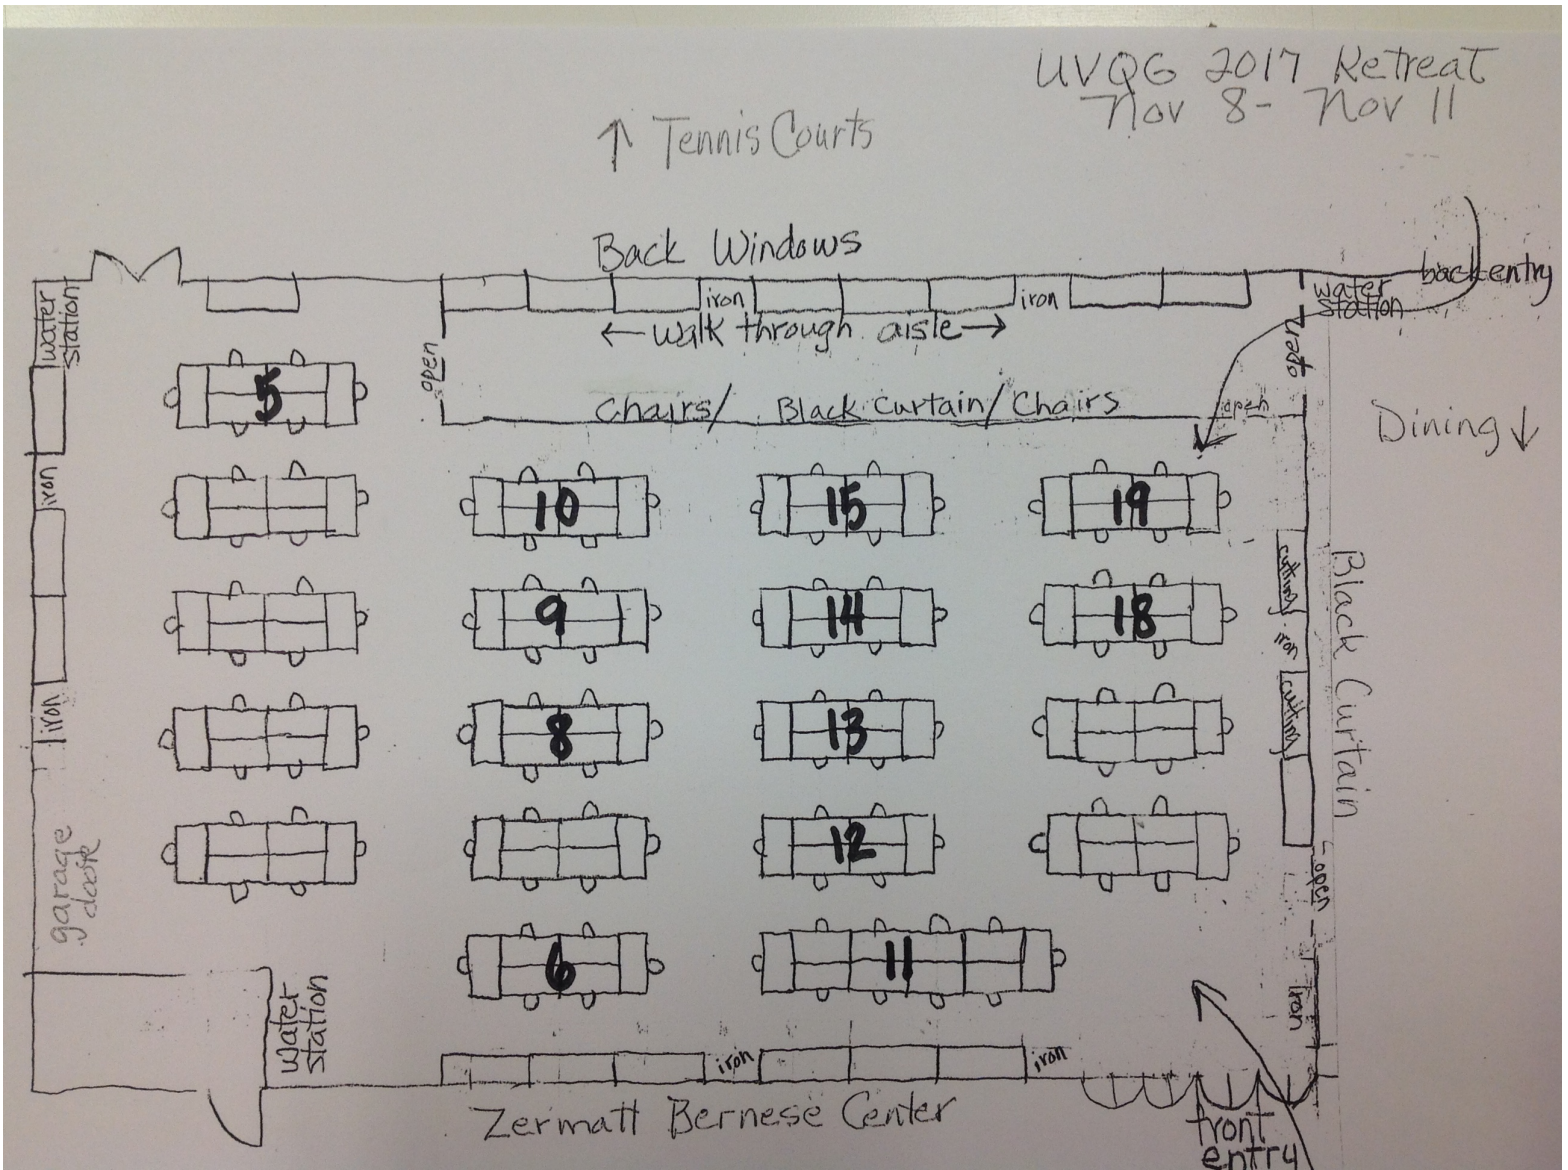 UVQG 2017 Retreat
Nov 8- Nov 11
↑ Tennis Courts
Back Windows
back entry
water
station
water
station
iron
iron
← Walk through aisle →
open
open
Chairs/ Black Curtain/ Chairs
open
Dining ↓
5
iron
10
15
19
cutting
Black Curtain
9
14
18
iron
cutting
iron
8
13
garage
door
12
open
6
11
water
station
Iron
iron
iron
Zermatt Bernese Center
front
entry